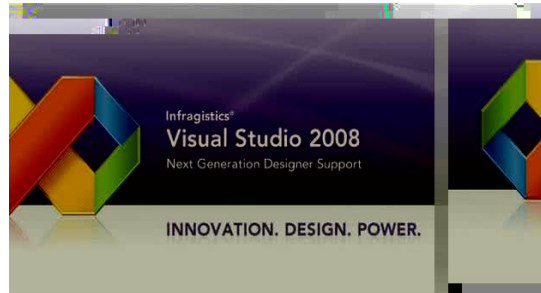 Infragistics®
Visual Studio 2008
Next Generation Designer Support
INNOVATION. DESIGN. POWER.